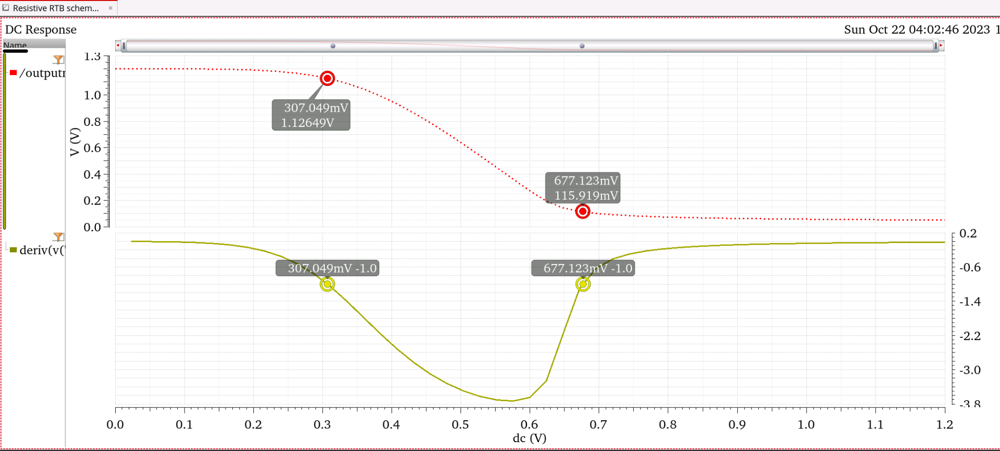 Resistive RTB schem... ×
DC Response
Sun Oct 22 04:02:46 2023 1
Name
/outputr
deriv(v('
V (V)
1.3
1.0
0.8
0.6
0.4
0.2
0.0
307.049mV
1.12649V
677.123mV
115.919mV
307.049mV -1.0
677.123mV -1.0
0.2
-0.6
-1.4
-2.2
-3.0
-3.8
0.0 0.1 0.2 0.3 0.4 0.5 0.6 0.7 0.8 0.9 1.0 1.1 1.2
dc (V)